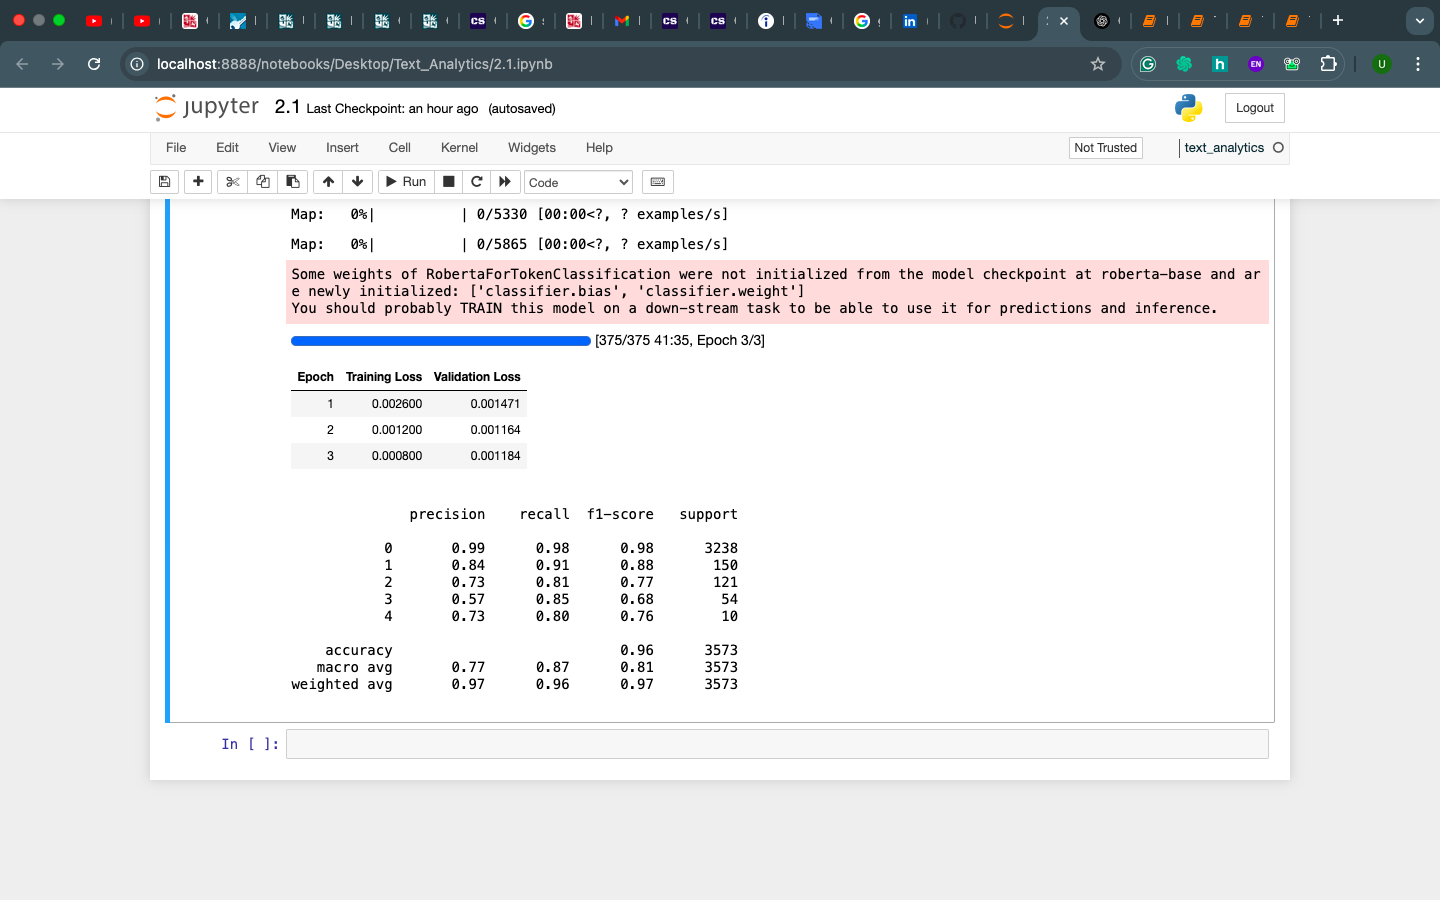 localhost:8888/notebooks/Desktop/Text_Analytics/2.1.ipynb
EN
U
jupyter 2.1 Last Checkpoint: an hour ago (autosaved)
Logout
File Edit View Insert Cell Kernel Widgets Help
Not Trusted
text_analytics
Run
Code
Map:   0%|          | 0/5330 [00:00<?, ? examples/s]
Map:   0%|          | 0/5865 [00:00<?, ? examples/s]
Some weights of RobertaForTokenClassification were not initialized from the model checkpoint at roberta-base and ar
e newly initialized: ['classifier.bias', 'classifier.weight']
You should probably TRAIN this model on a down-stream task to be able to use it for predictions and inference.
[375/375 41:35, Epoch 3/3]
Epoch Training Loss Validation Loss
1 0.002600 0.001471
2 0.001200 0.001164
3 0.000800 0.001184
precision recall f1-score support
0 0.99 0.98 0.98 3238
1 0.84 0.91 0.88 150
2 0.73 0.81 0.77 121
3 0.57 0.85 0.68 54
4 0.73 0.80 0.76 10
accuracy 0.96 3573
macro avg 0.77 0.87 0.81 3573
weighted avg 0.97 0.96 0.97 3573
In [ ]: